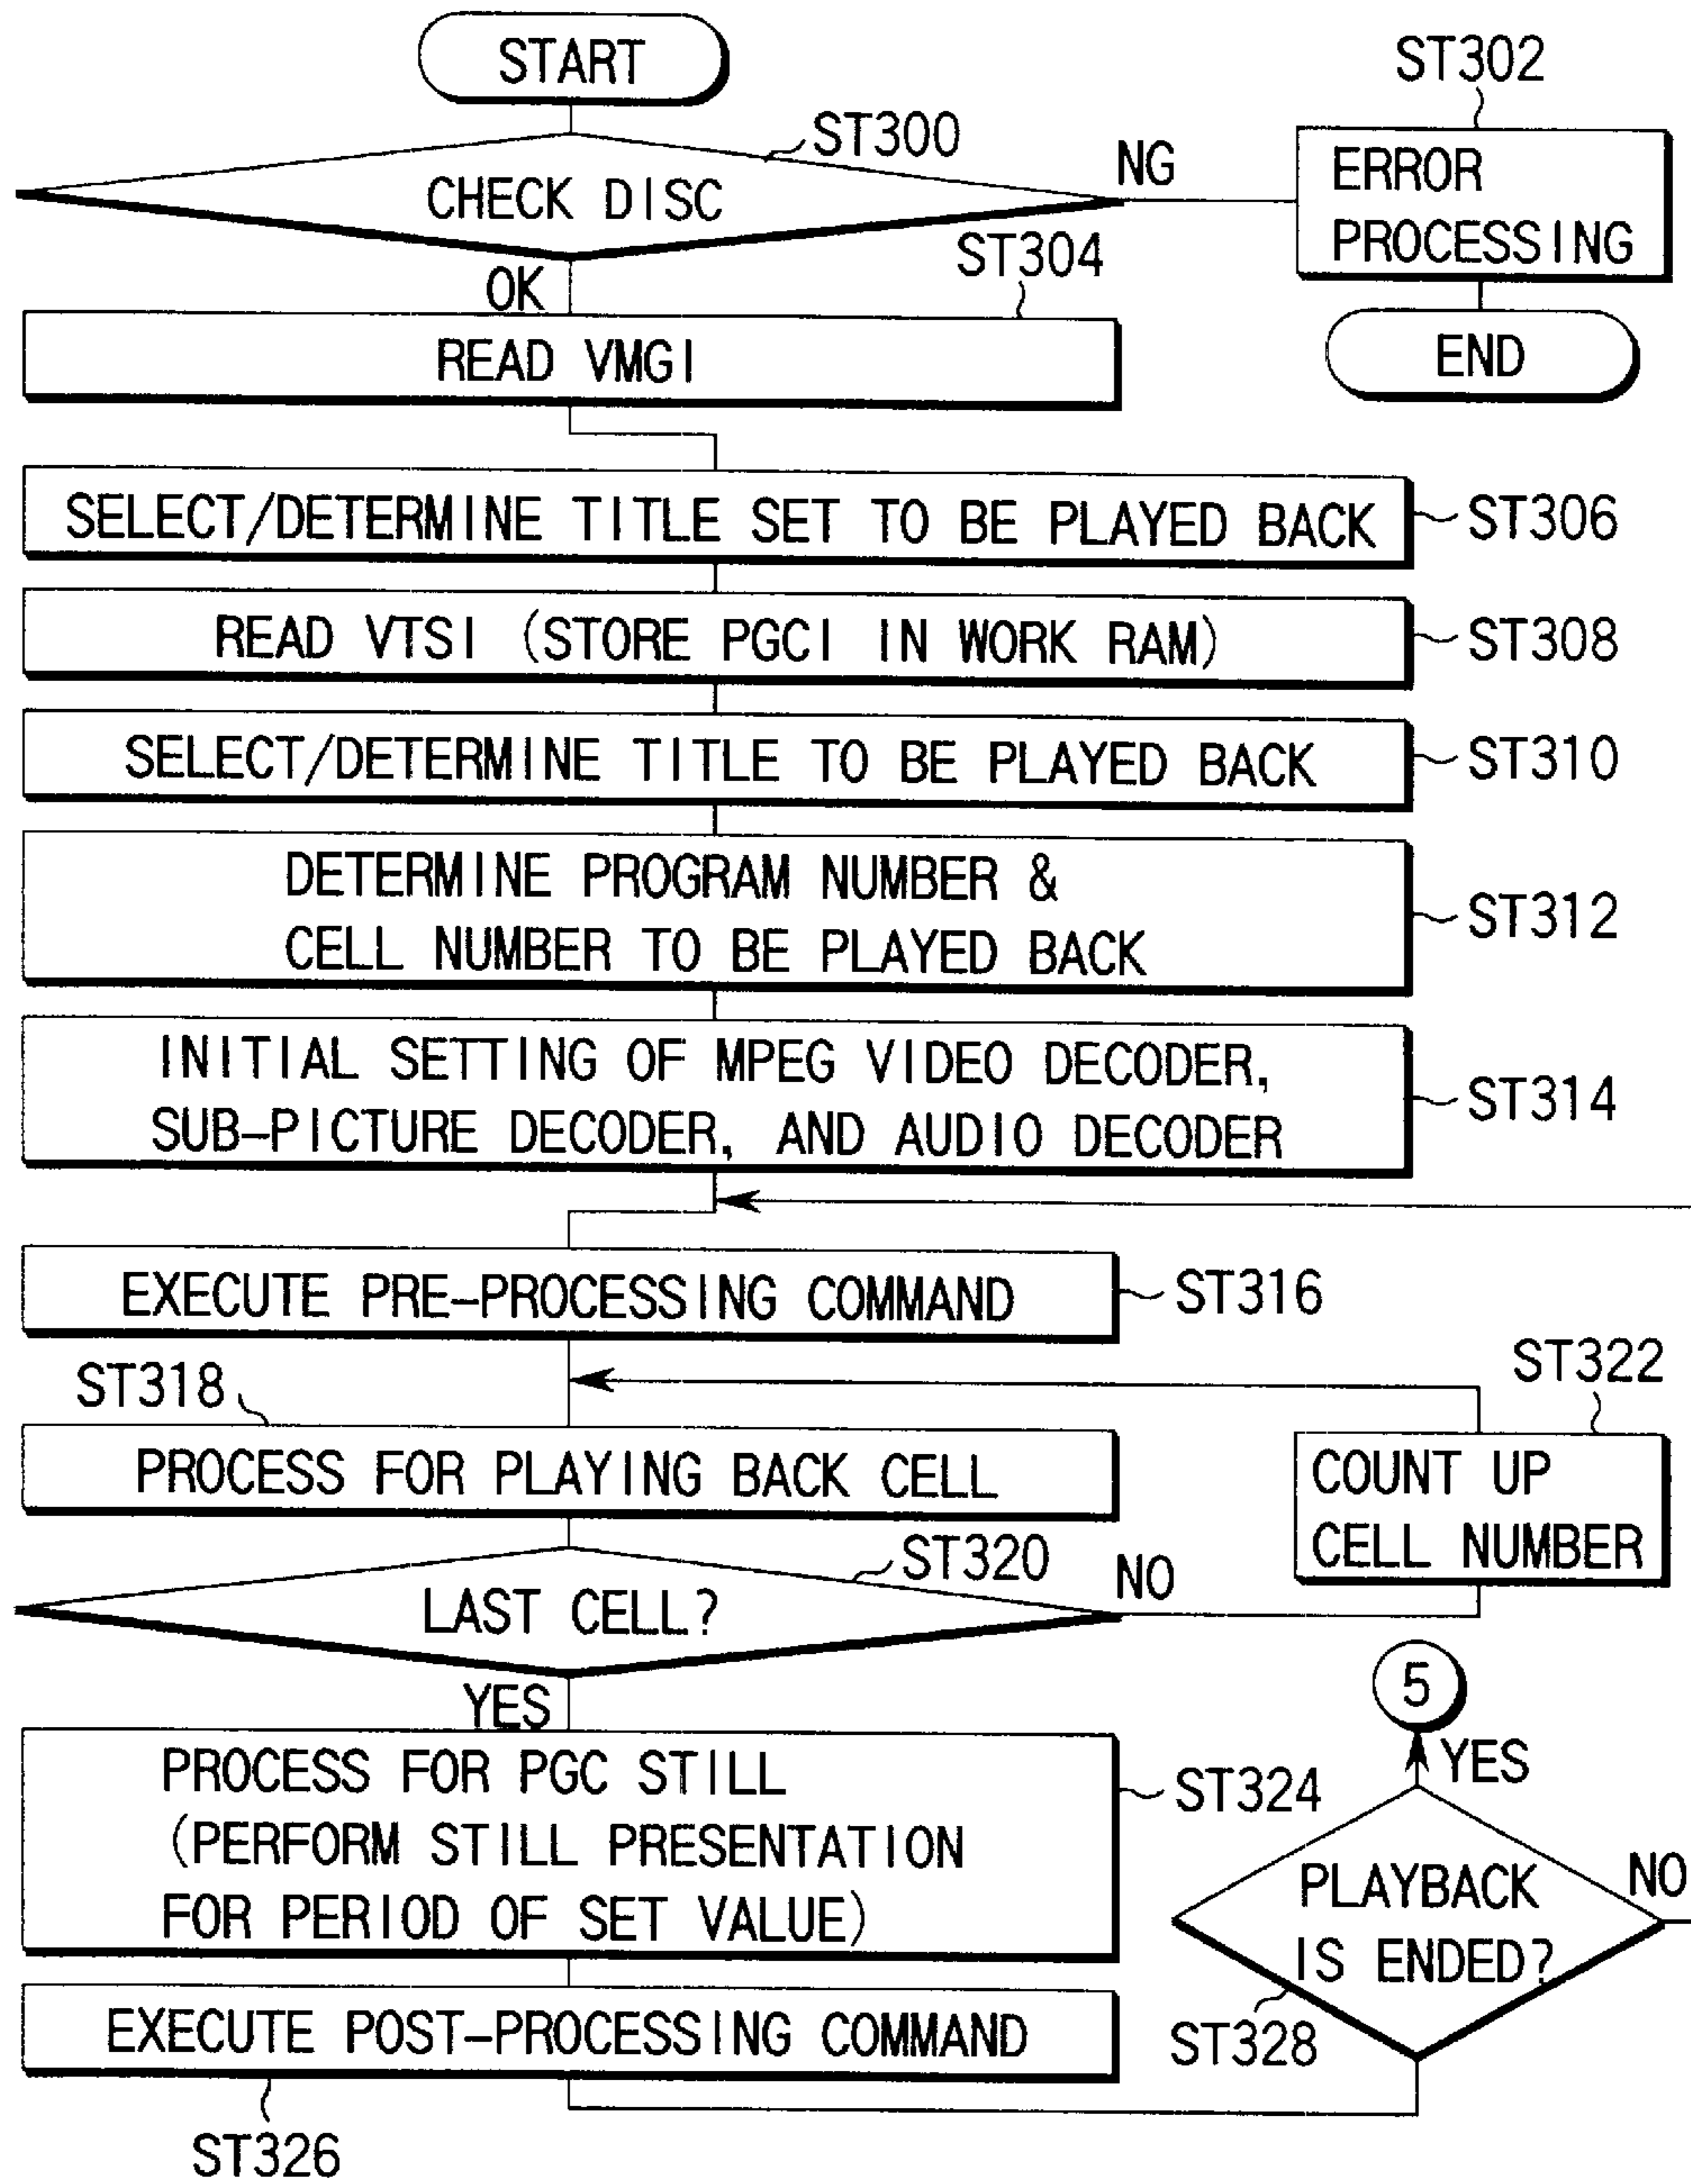 START
ST302
ST300
NG
CHECK DISC
ERROR
PROCESSING
ST304
OK
READ VMGI
END
SELECT/DETERMINE TITLE SET TO BE PLAYED BACK
ST306
READ VTSI (STORE PGCI IN WORK RAM)
ST308
SELECT/DETERMINE TITLE TO BE PLAYED BACK
ST310
DETERMINE PROGRAM NUMBER &
CELL NUMBER TO BE PLAYED BACK
ST312
INITIAL SETTING OF MPEG VIDEO DECODER,
SUB-PICTURE DECODER, AND AUDIO DECODER
ST314
EXECUTE PRE-PROCESSING COMMAND
ST316
ST318
ST322
PROCESS FOR PLAYING BACK CELL
COUNT UP
CELL NUMBER
ST320
NO
LAST CELL?
YES
5
YES
PROCESS FOR PGC STILL
(PERFORM STILL PRESENTATION
FOR PERIOD OF SET VALUE)
ST324
PLAYBACK
IS ENDED?
NO
EXECUTE POST-PROCESSING COMMAND
ST328
ST326